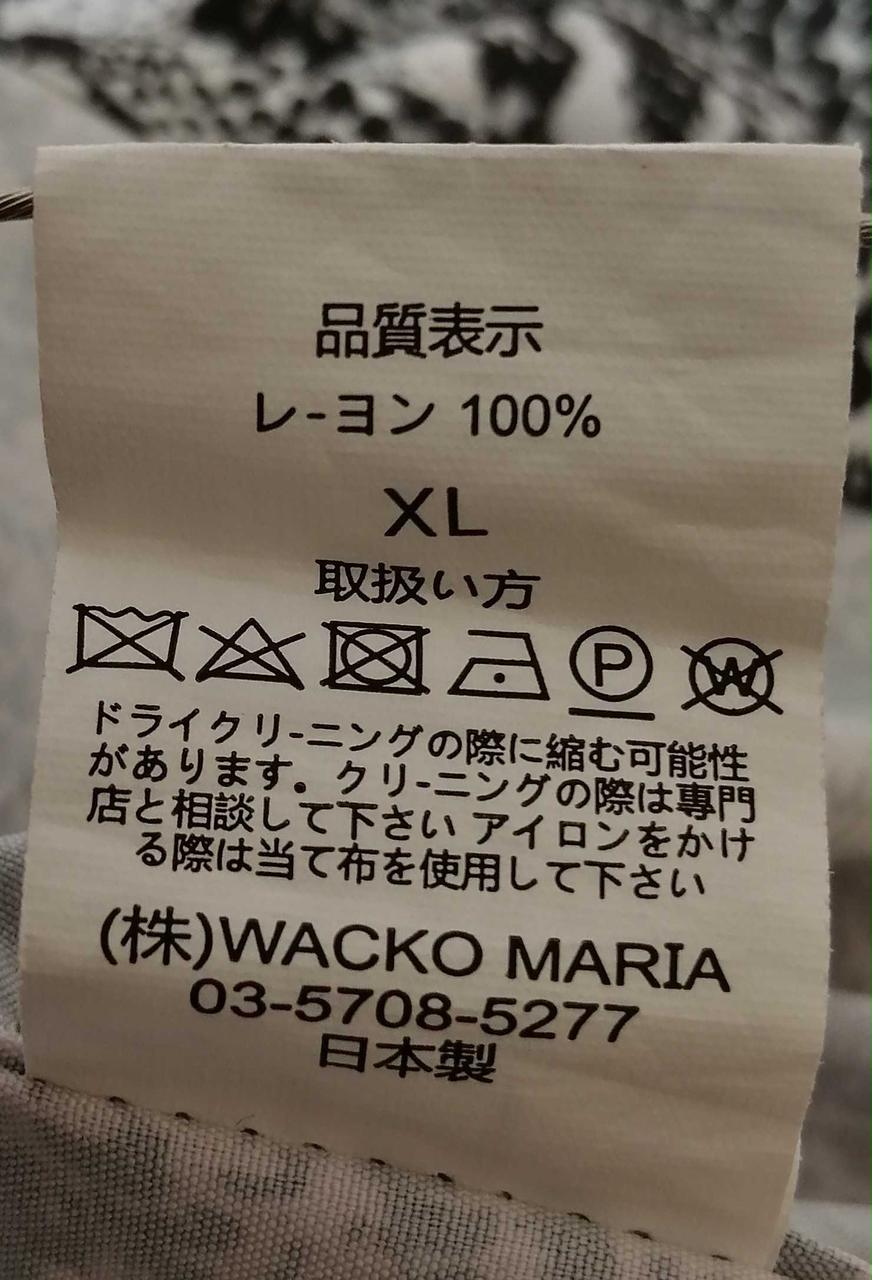 品質表示
レ-ヨン 100%
XL
取扱い方
P W
ドライクリ-ニングの際に縮む可能性
があります。クリ-ニングの際は専門
店と相談して下さい アイロンをかけ
る際は当て布を使用して下さい
(株)WACKO MARIA
03-5708-5277
日本製